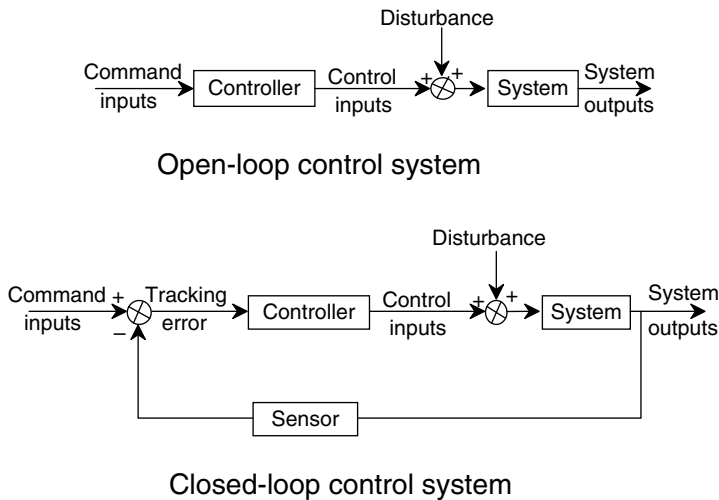 Disturbance
Command
inputs
Controller
Control
inputs
+
+
System
System
outputs
Open-loop control system
Disturbance
Command
inputs
+
−
Tracking
error
Controller
Control
inputs
+
+
System
System
outputs
Sensor
Closed-loop control system